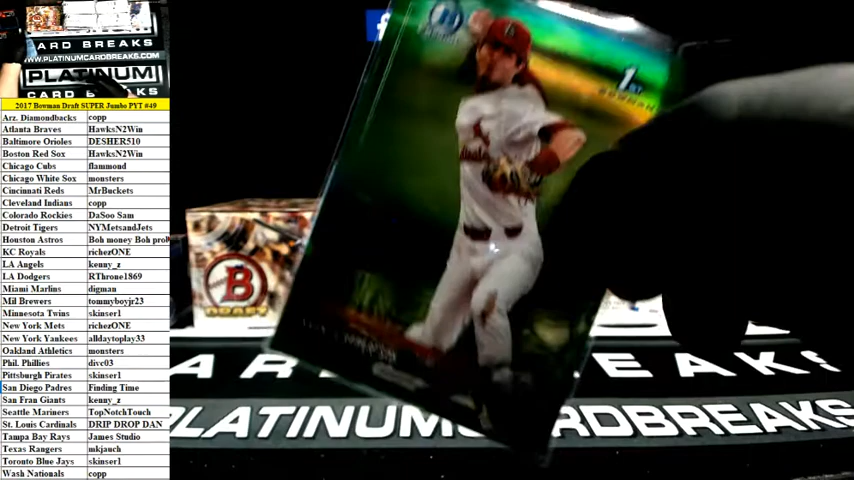 CARD BREAKS
WWW.PLATINUMCARDBREAKS.COM
PLATINUM
CARD B
2017 Bowman Draft SUPER Jumbo PYT #49
Arz. Diamondbacks copp
Atlanta Braves HawksN2Win
Baltimore Orioles DESHER510
Boston Red Sox HawksN2Win
Chicago Cubs flammond
Chicago White Sox monsters
Cincinnati Reds MrBuckets
Cleveland Indians copp
Colorado Rockies DaSoo Sam
Detroit Tigers NYMetsandJets
Houston Astros Boh money Boh prol
KC Royals richezONE
LA Angels kenny_z
LA Dodgers RThrone1869
Miami Marlins digman
Mil Brewers tommyboyjr23
Minnesota Twins skinser1
New York Mets richezONE
New York Yankees alldaytoplay33
Oakland Athletics monsters
Phil. Phillies divc03
Pittsburgh Pirates skinser1
San Diego Padres Finding Time
San Fran Giants kenny_z
Seattle Mariners TopNotchTouch
St. Louis Cardinals DRIP DROP DAN
Tampa Bay Rays James Studio
Texas Rangers mkjauch
Toronto Blue Jays skinser1
Wash Nationals copp
1ST
BOWMAN
B
DRAFT
CARD BREAKS
PLATINUMCARDBREAKS